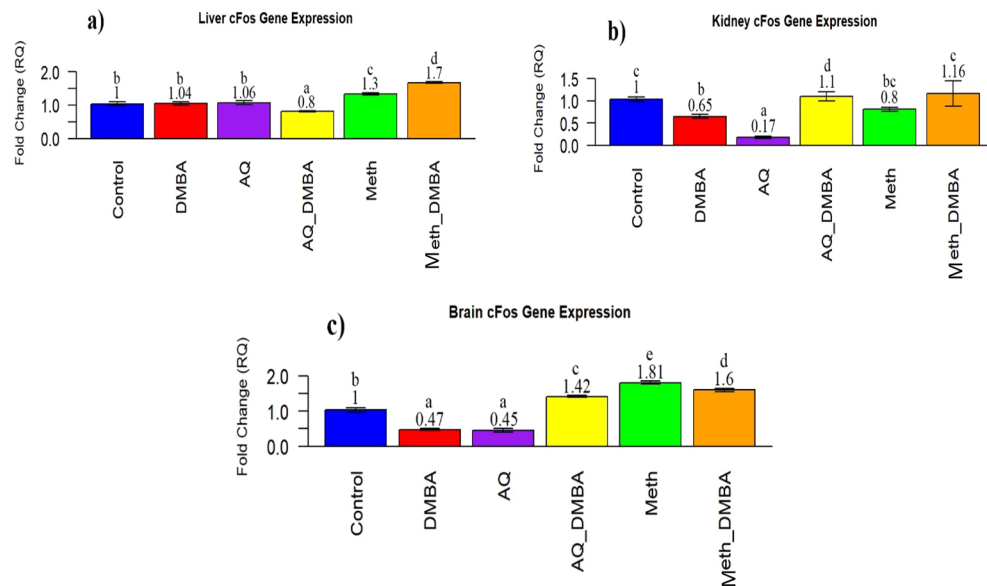 a)
Liver cFos Gene Expression
Fold Change (RQ)
2.0
1.0
0.0
b
1
b
1.04
b
1.06
a
0.8
c
1.3
d
1.7
Control
DMBA
AQ
AQ_DMBA
Meth
Meth_DMBA
b)
Kidney cFos Gene Expression
Fold Change (RQ)
1.5
1.0
0.5
0.0
c
1
b
0.65
a
0.17
d
1.1
bc
0.8
c
1.16
Control
DMBA
AQ
AQ_DMBA
Meth
Meth_DMBA
c)
Brain cFos Gene Expression
Fold Change (RQ)
1.0
0.0
b
1
a
0.47
a
0.45
c
1.42
e
1.81
d
1.6
Control
DMBA
AQ
AQ_DMBA
Meth
Meth_DMBA